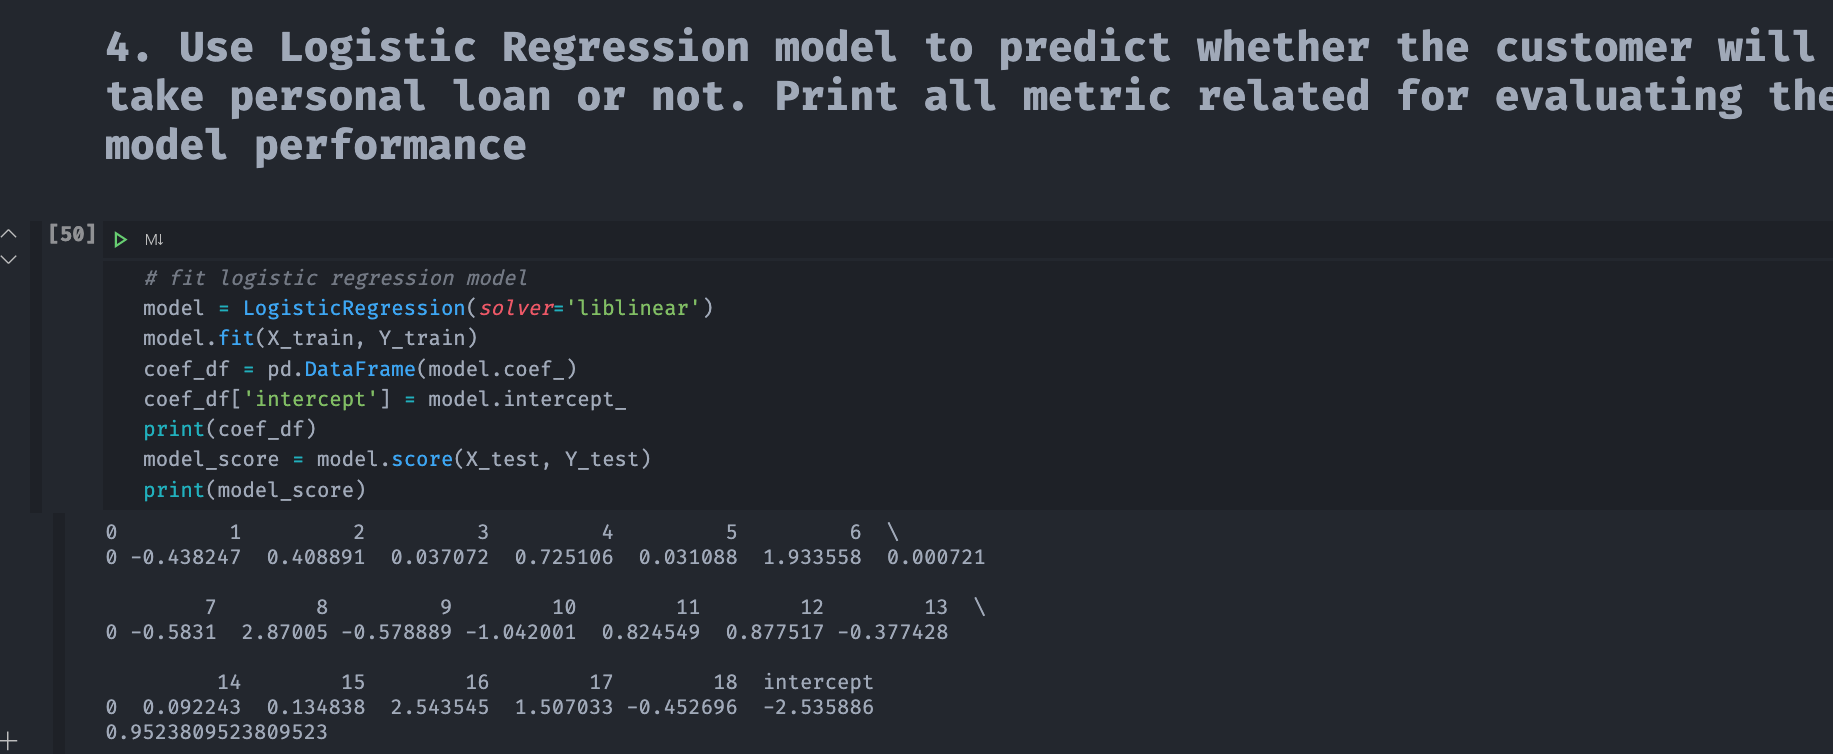 4. Use Logistic Regression model to predict whether the customer will
take personal loan or not. Print all metric related for evaluating the
model performance
[50]
M↓
# fit logistic regression model
model = LogisticRegression(solver='liblinear')
model.fit(X_train, Y_train)
coef_df = pd.DataFrame(model.coef_)
coef_df['intercept'] = model.intercept_
print(coef_df)
model_score = model.score(X_test, Y_test)
print(model_score)
0 1 2 3 4 5 6 \
0 -0.438247 0.408891 0.037072 0.725106 0.031088 1.933558 0.000721
7 8 9 10 11 12 13 \
0 -0.5831 2.87005 -0.578889 -1.042001 0.824549 0.877517 -0.377428
14 15 16 17 18 intercept
0 0.092243 0.134838 2.543545 1.507033 -0.452696 -2.535886
0.9523809523809523